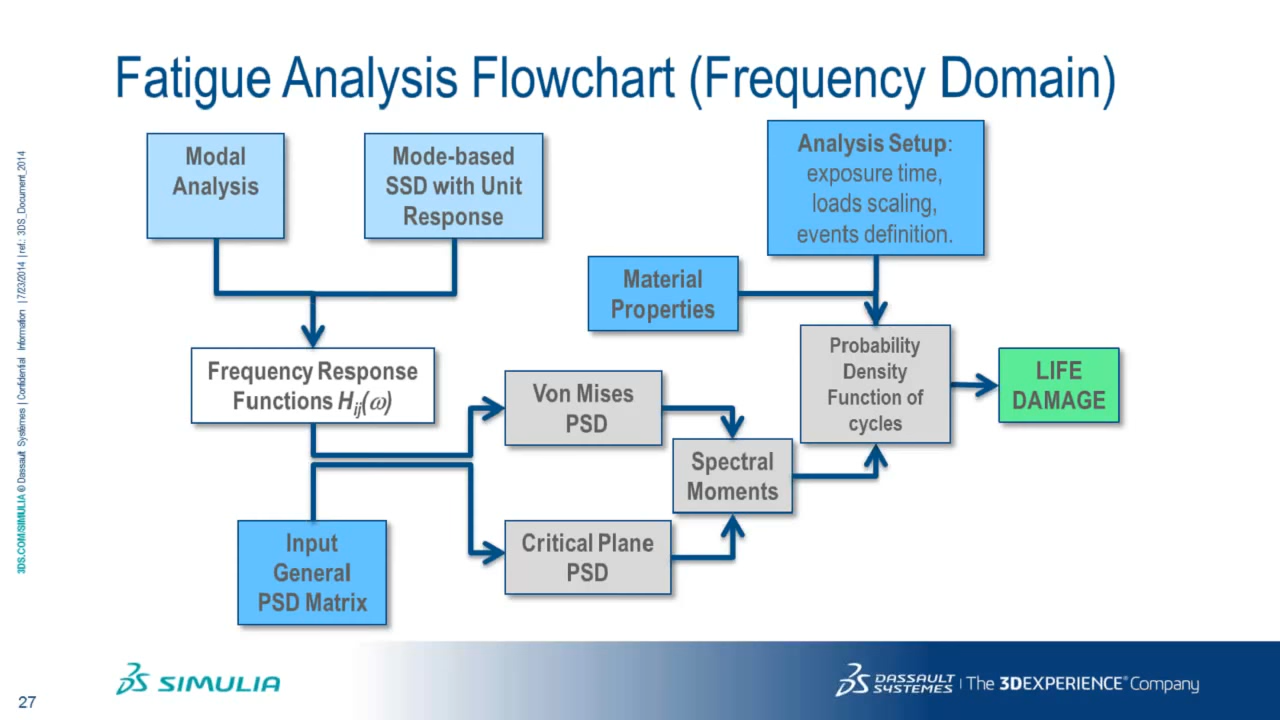 Fatigue Analysis Flowchart (Frequency Domain)
Modal
Analysis
Mode-based
SSD with Unit
Response
Analysis Setup:
exposure time,
loads scaling,
events definition.
Material
Properties
Frequency Response
Functions Hij(ω)
Von Mises
PSD
Probability
Density
Function of
cycles
LIFE
DAMAGE
Spectral
Moments
Input
General
PSD Matrix
Critical Plane
PSD
3DS.COM/SIMULIA © Dassault Systèmes | Confidential Information | 7/23/2014 | ref.: 3DS_Document_2014
27
SIMULIA
DASSAULT
SYSTEMES | The 3DEXPERIENCE® Company